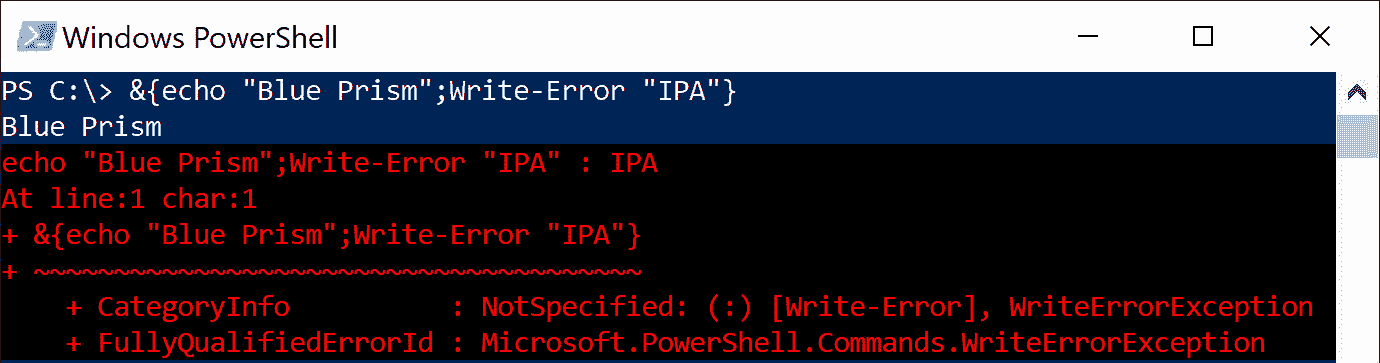 Windows PowerShell
PS C:\> &{echo "Blue Prism";Write-Error "IPA"}
Blue Prism
echo "Blue Prism";Write-Error "IPA" : IPA
At line:1 char:1
+ &{echo "Blue Prism";Write-Error "IPA"}
+ ~~~~~~~~~~~~~~~~~~~~~~~~~~~~~~~~~~~~~~
    + CategoryInfo          : NotSpecified: (:) [Write-Error], WriteErrorException
    + FullyQualifiedErrorId : Microsoft.PowerShell.Commands.WriteErrorException